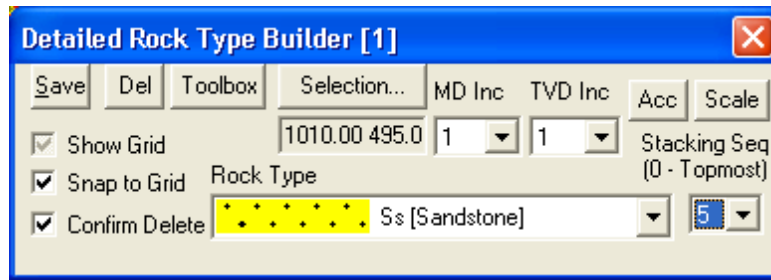 Detailed Rock Type Builder [1]
Save Del Toolbox Selection... MD Inc TVD Inc Acc Scale
Show Grid 1010.00 495.0 1 1 Stacking Seq
Snap to Grid Rock Type (0 - Topmost)
Confirm Delete Ss [Sandstone] 5